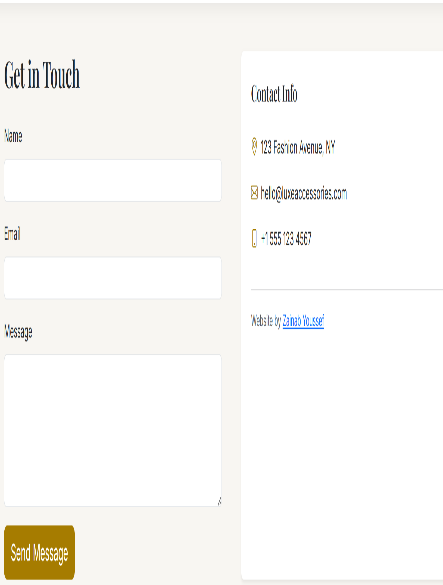 Get in Touch
Name
Email
Message
Send Message
Contact Info
123 Fashion Avenue, NY
hello@luxeaccessories.com
+1 555 123 4567
Website by Zainab Youssef